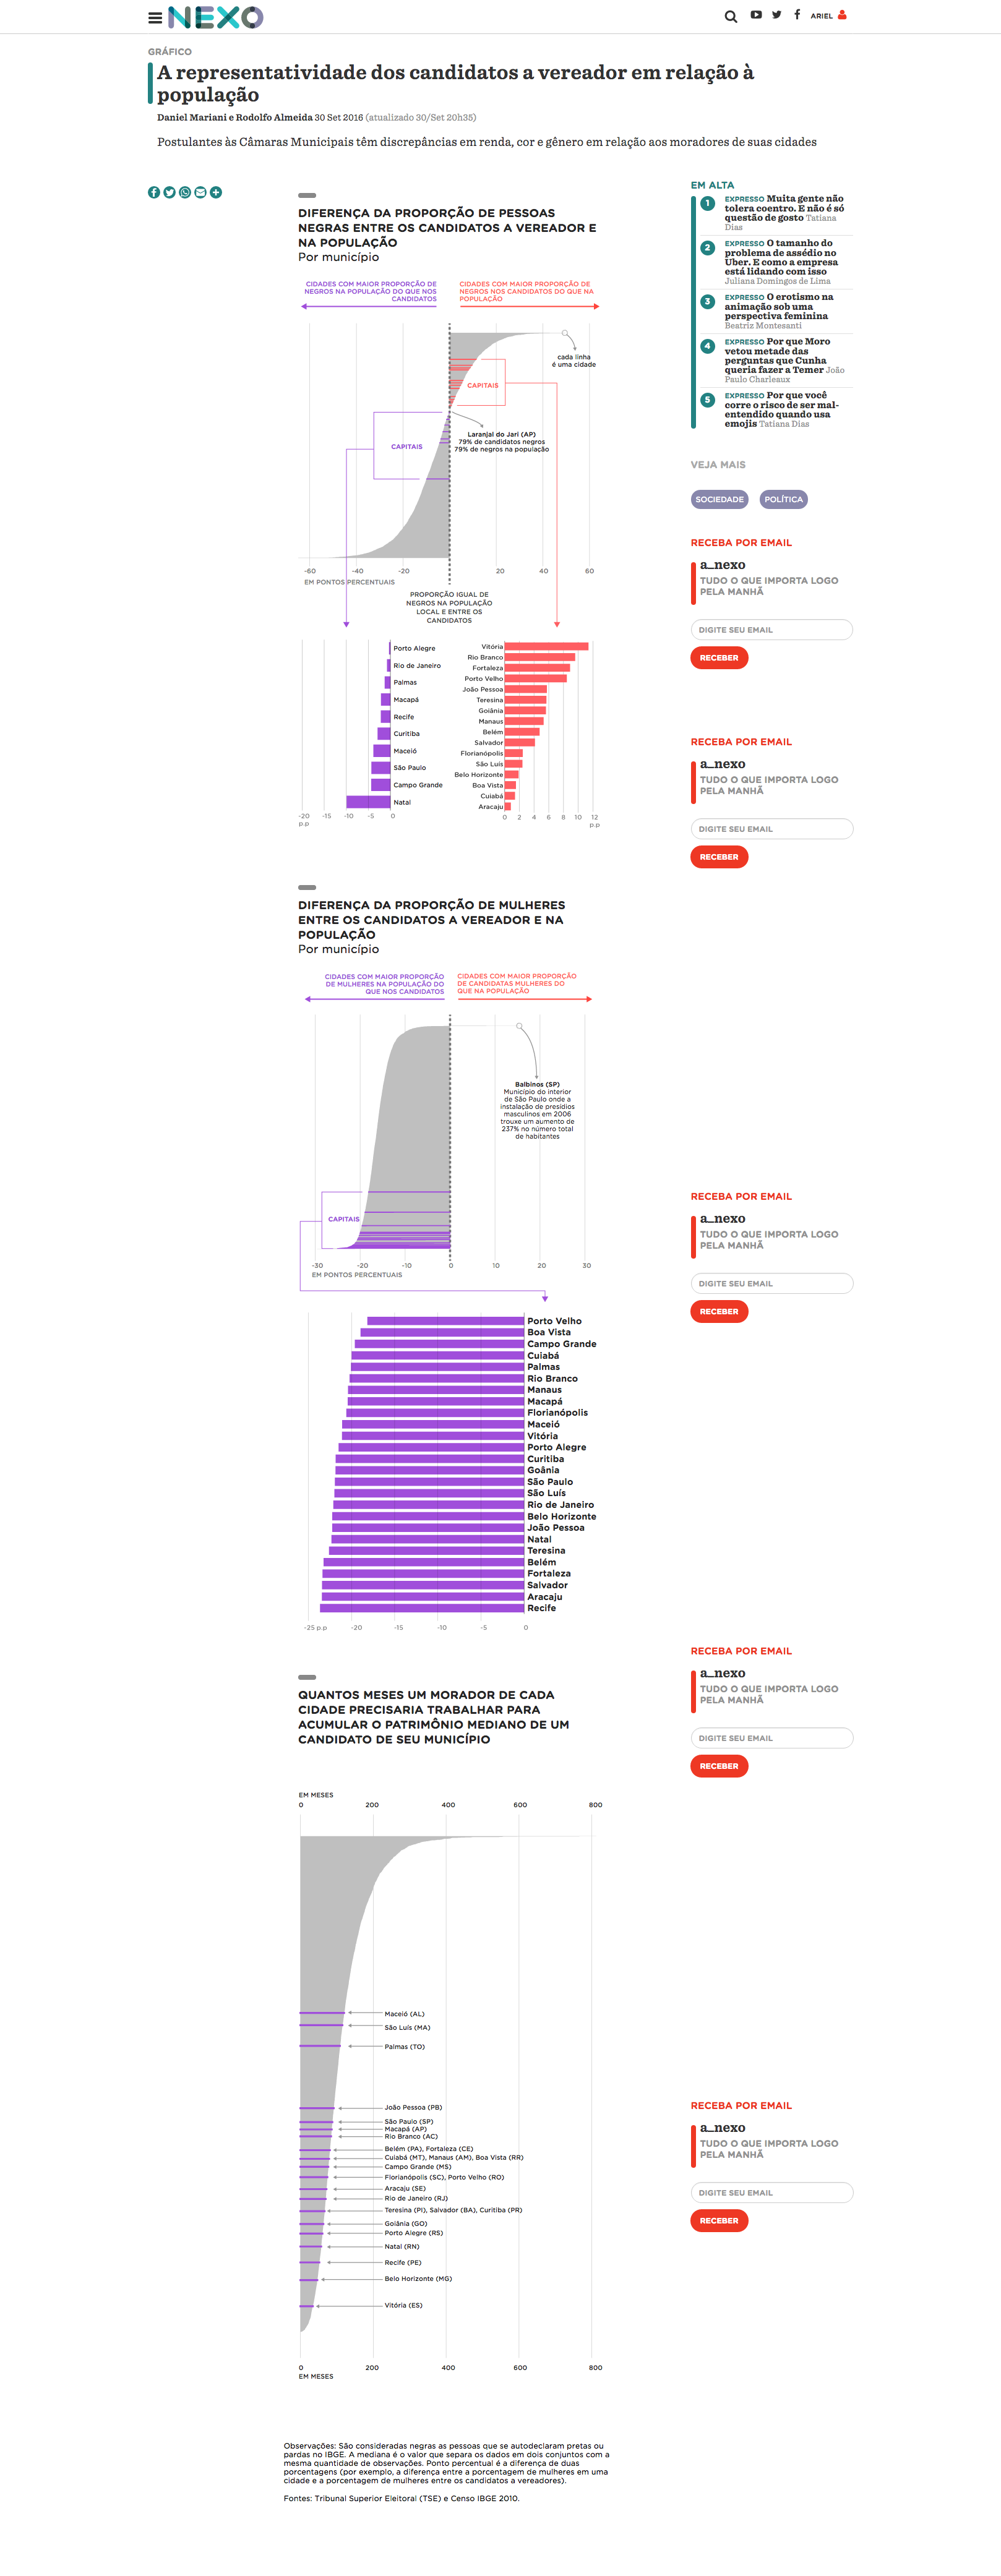 NEXO
ARIEL
GRÁFICO
A representatividade dos candidatos a vereador em relação à
população
Daniel Mariani e Rodolfo Almeida 30 Set 2016 (atualizado 30/Set 20h35)
Postulantes às Câmaras Municipais têm discrepâncias em renda, cor e gênero em relação aos moradores de suas cidades
DIFERENÇA DA PROPORÇÃO DE PESSOAS
NEGRAS ENTRE OS CANDIDATOS A VEREADOR E
NA POPULAÇÃO
Por município
CIDADES COM MAIOR PROPORÇÃO DE
NEGROS NA POPULAÇÃO DO QUE NOS
CANDIDATOS
CIDADES COM MAIOR PROPORÇÃO DE
NEGROS NOS CANDIDATOS DO QUE NA
POPULAÇÃO
cada linha
é uma cidade
CAPITAIS
CAPITAIS
Laranjal do Jari (AP)
79% de candidatos negros
79% de negros na população
-60
-40
-20
20
40
60
EM PONTOS PERCENTUAIS
PROPORÇÃO IGUAL DE
NEGROS NA POPULAÇÃO
LOCAL E ENTRE OS
CANDIDATOS
Porto Alegre
Rio de Janeiro
Palmas
Macapá
Recife
Curitiba
Maceió
São Paulo
Campo Grande
Natal
-20
p.p
-15
-10
-5
0
Vitória
Rio Branco
Fortaleza
Porto Velho
João Pessoa
Teresina
Goiânia
Manaus
Belém
Salvador
Florianópolis
São Luís
Belo Horizonte
Boa Vista
Cuiabá
Aracaju
0
2
4
6
8
10
12
p.p
DIFERENÇA DA PROPORÇÃO DE MULHERES
ENTRE OS CANDIDATOS A VEREADOR E NA
POPULAÇÃO
Por município
CIDADES COM MAIOR PROPORÇÃO
DE MULHERES NA POPULAÇÃO DO
QUE NOS CANDIDATOS
CIDADES COM MAIOR PROPORÇÃO
DE CANDIDATAS MULHERES DO
QUE NA POPULAÇÃO
Balbinos (SP)
Município do interior
de São Paulo onde a
instalação de presídios
masculinos em 2006
trouxe um aumento de
237% no número total
de habitantes
CAPITAIS
-30
-20
-10
0
10
20
30
EM PONTOS PERCENTUAIS
Porto Velho
Boa Vista
Campo Grande
Cuiabá
Palmas
Rio Branco
Manaus
Macapá
Florianópolis
Maceió
Vitória
Porto Alegre
Curitiba
Goânia
São Paulo
São Luís
Rio de Janeiro
Belo Horizonte
João Pessoa
Natal
Teresina
Belém
Fortaleza
Salvador
Aracaju
Recife
-25 p.p
-20
-15
-10
-5
0
QUANTOS MESES UM MORADOR DE CADA
CIDADE PRECISARIA TRABALHAR PARA
ACUMULAR O PATRIMÔNIO MEDIANO DE UM
CANDIDATO DE SEU MUNICÍPIO
EM MESES
0
200
400
600
800
Maceió (AL)
São Luís (MA)
Palmas (TO)
João Pessoa (PB)
São Paulo (SP)
Macapá (AP)
Rio Branco (AC)
Belém (PA), Fortaleza (CE)
Cuiabá (MT), Manaus (AM), Boa Vista (RR)
Campo Grande (MS)
Florianópolis (SC), Porto Velho (RO)
Aracaju (SE)
Rio de Janeiro (RJ)
Teresina (PI), Salvador (BA), Curitiba (PR)
Goiânia (GO)
Porto Alegre (RS)
Natal (RN)
Recife (PE)
Belo Horizonte (MG)
Vitória (ES)
0
200
400
600
800
EM MESES
Observações: São consideradas negras as pessoas que se autodeclaram pretas ou
pardas no IBGE. A mediana é o valor que separa os dados em dois conjuntos com a
mesma quantidade de observações. Ponto percentual é a diferença de duas
porcentagens (por exemplo, a diferença entre a porcentagem de mulheres em uma
cidade e a porcentagem de mulheres entre os candidatos a vereadores).
Fontes: Tribunal Superior Eleitoral (TSE) e Censo IBGE 2010.
EM ALTA
1
EXPRESSO Muita gente não
tolera coentro. E não é só
questão de gosto Tatiana
Dias
2
EXPRESSO O tamanho do
problema de assédio no
Uber. E como a empresa
está lidando com isso
Juliana Domingos de Lima
3
EXPRESSO O erotismo na
animação sob uma
perspectiva feminina
Beatriz Montesanti
4
EXPRESSO Por que Moro
vetou metade das
perguntas que Cunha
queria fazer a Temer João
Paulo Charleaux
5
EXPRESSO Por que você
corre o risco de ser mal-
entendido quando usa
emojis Tatiana Dias
VEJA MAIS
SOCIEDADE
POLÍTICA
RECEBA POR EMAIL
a_nexo
TUDO O QUE IMPORTA LOGO
PELA MANHÃ
DIGITE SEU EMAIL
RECEBER
RECEBA POR EMAIL
a_nexo
TUDO O QUE IMPORTA LOGO
PELA MANHÃ
DIGITE SEU EMAIL
RECEBER
RECEBA POR EMAIL
a_nexo
TUDO O QUE IMPORTA LOGO
PELA MANHÃ
DIGITE SEU EMAIL
RECEBER
RECEBA POR EMAIL
a_nexo
TUDO O QUE IMPORTA LOGO
PELA MANHÃ
DIGITE SEU EMAIL
RECEBER
RECEBA POR EMAIL
a_nexo
TUDO O QUE IMPORTA LOGO
PELA MANHÃ
DIGITE SEU EMAIL
RECEBER